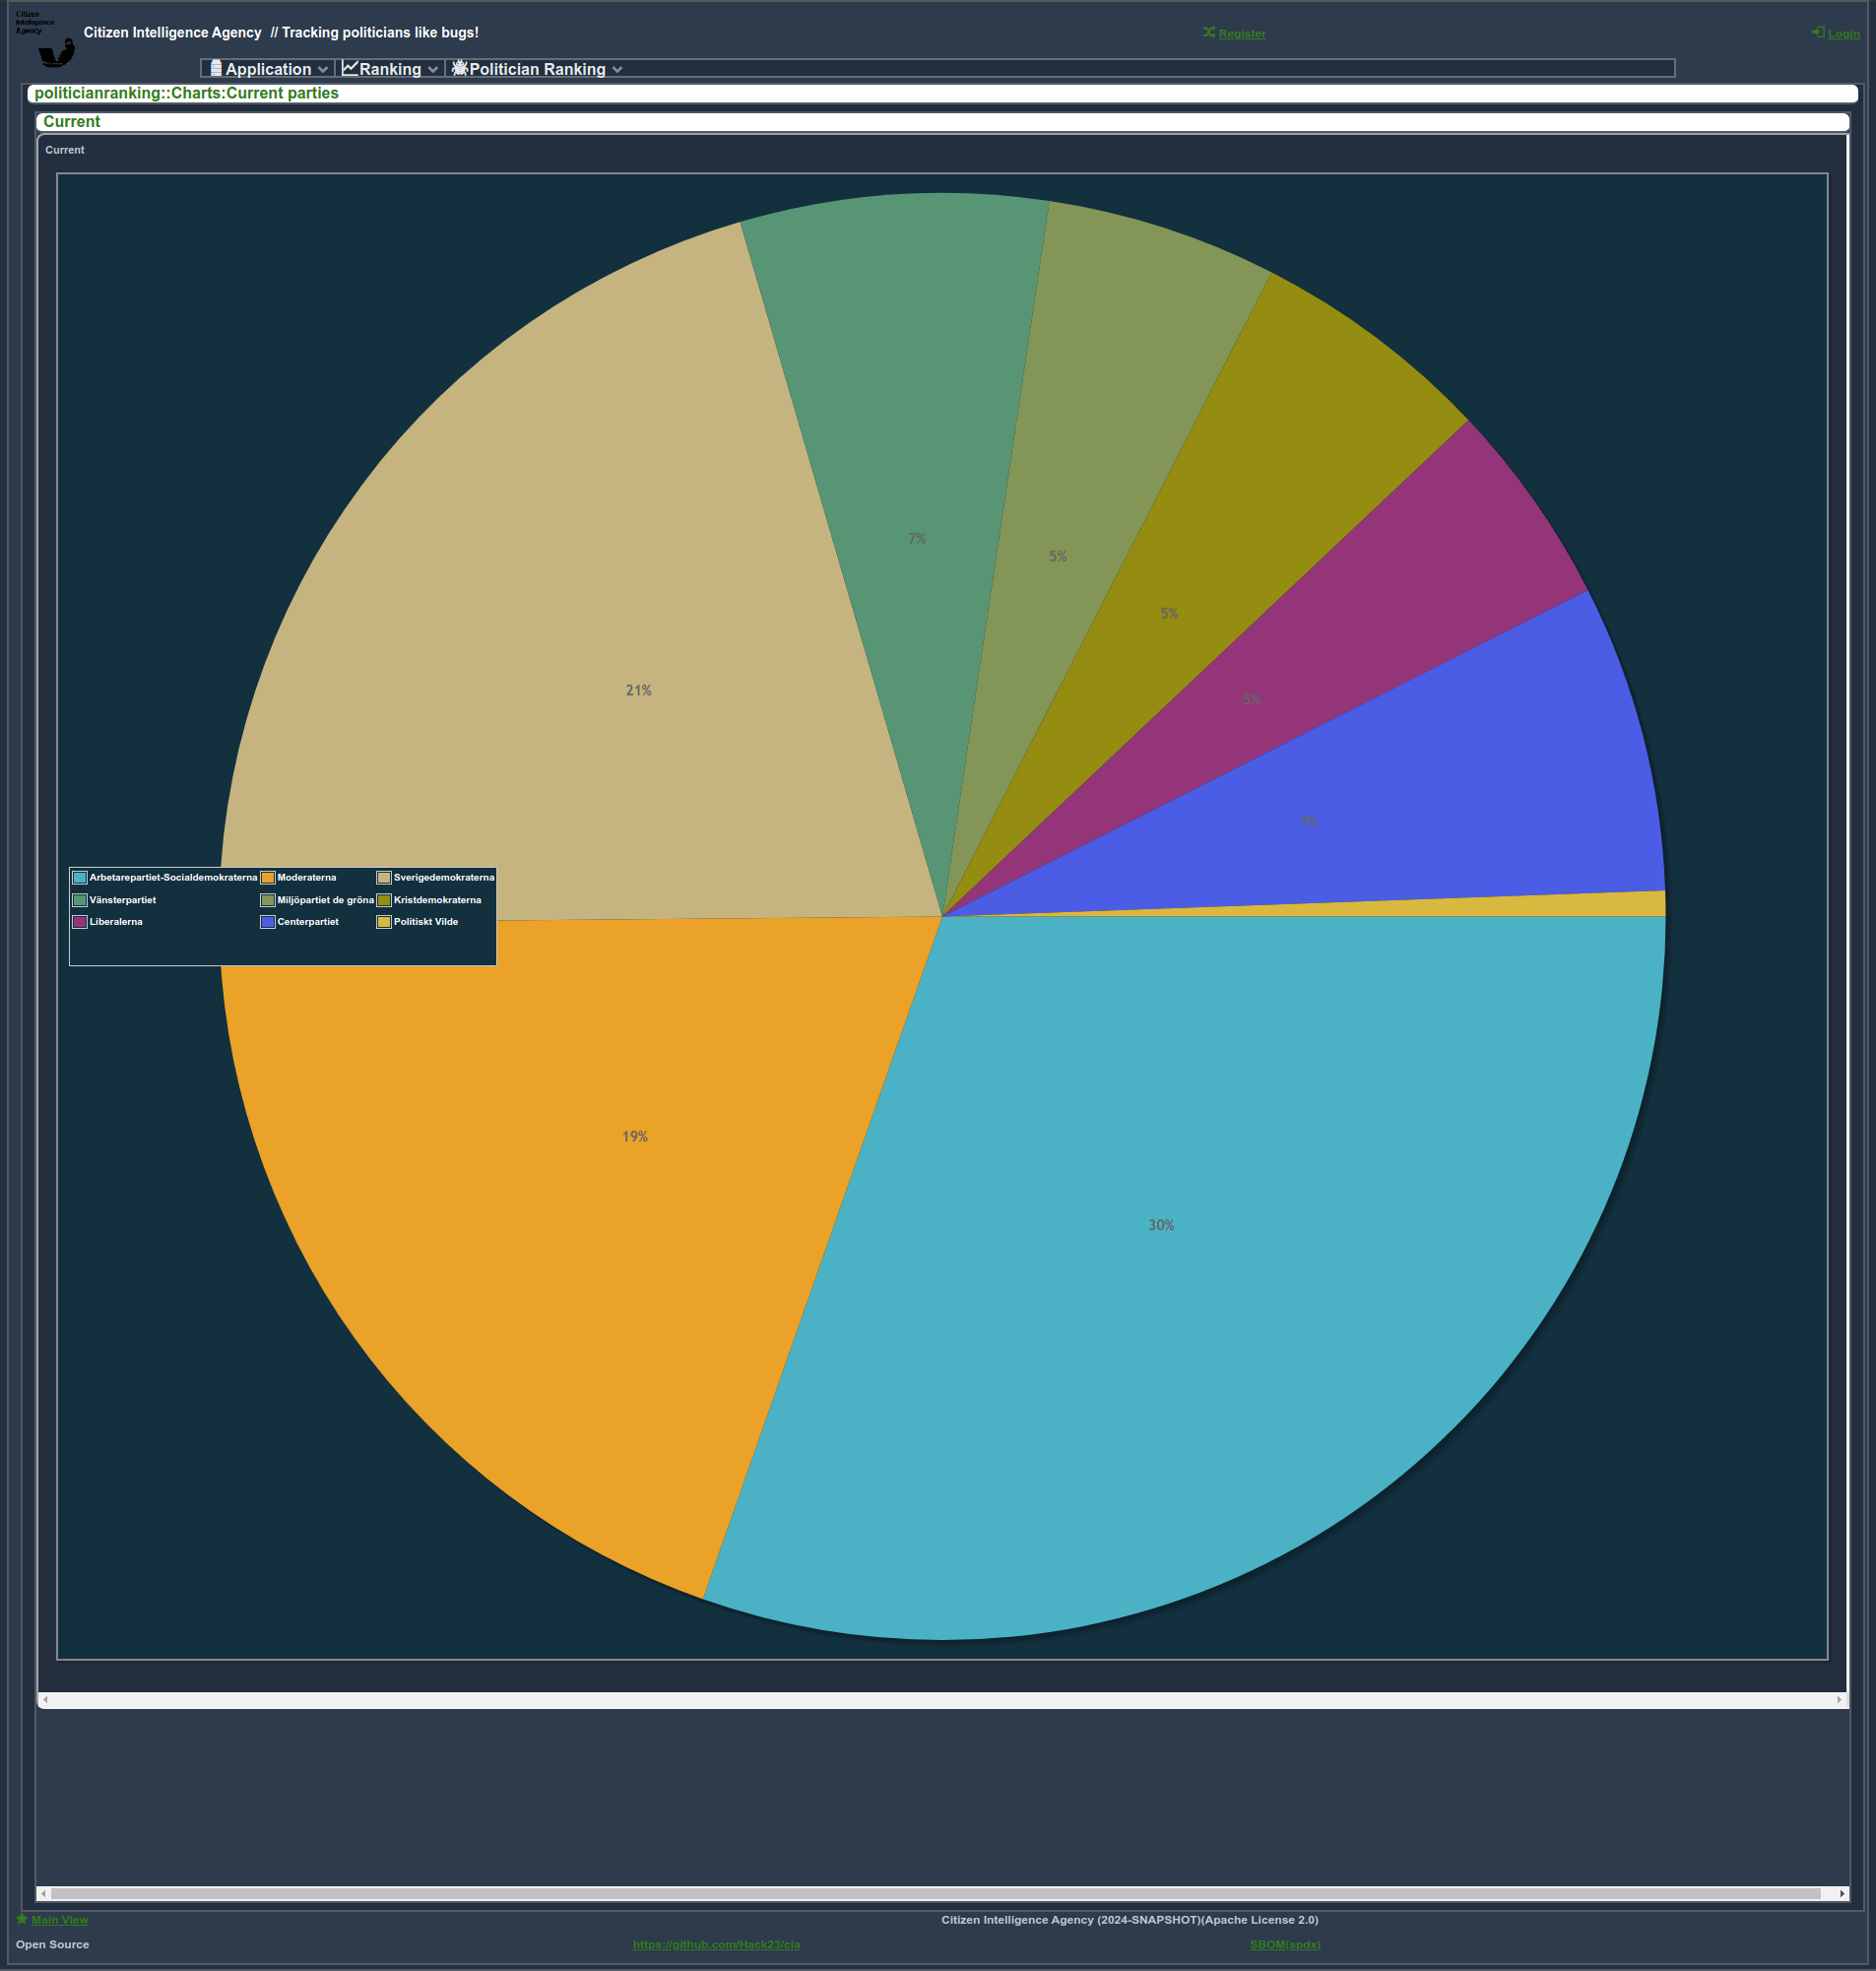 Citizen
Intelligence
Agency
Citizen Intelligence Agency // Tracking politicians like bugs!
Register
Login
Application
Ranking
Politician Ranking
politicianranking::Charts:Current parties
Current
Current
7%
5%
5%
21%
5%
7%
Arbetarepartiet-Socialdemokraterna Moderaterna Sverigedemokraterna
Vänsterpartiet Miljöpartiet de gröna Kristdemokraterna
Liberalerna Centerpartiet Politiskt Vilde
19%
30%
Main View
Citizen Intelligence Agency (2024-SNAPSHOT)(Apache License 2.0)
Open Source
https://github.com/Hack23/cia
SBOM(spdx)